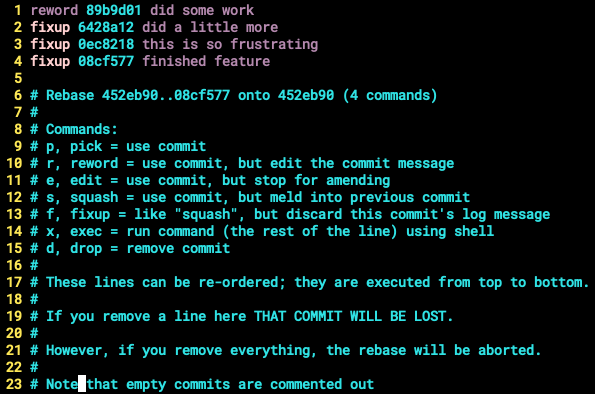 1 reword 89b9d01 did some work
2 fixup 6428a12 did a little more
3 fixup 0ec8218 this is so frustrating
4 fixup 08cf577 finished feature
5
6 # Rebase 452eb90..08cf577 onto 452eb90 (4 commands)
7 #
8 # Commands:
9 # p, pick = use commit
10 # r, reword = use commit, but edit the commit message
11 # e, edit = use commit, but stop for amending
12 # s, squash = use commit, but meld into previous commit
13 # f, fixup = like "squash", but discard this commit's log message
14 # x, exec = run command (the rest of the line) using shell
15 # d, drop = remove commit
16 #
17 # These lines can be re-ordered; they are executed from top to bottom.
18 #
19 # If you remove a line here THAT COMMIT WILL BE LOST.
20 #
21 # However, if you remove everything, the rebase will be aborted.
22 #
23 # Note that empty commits are commented out